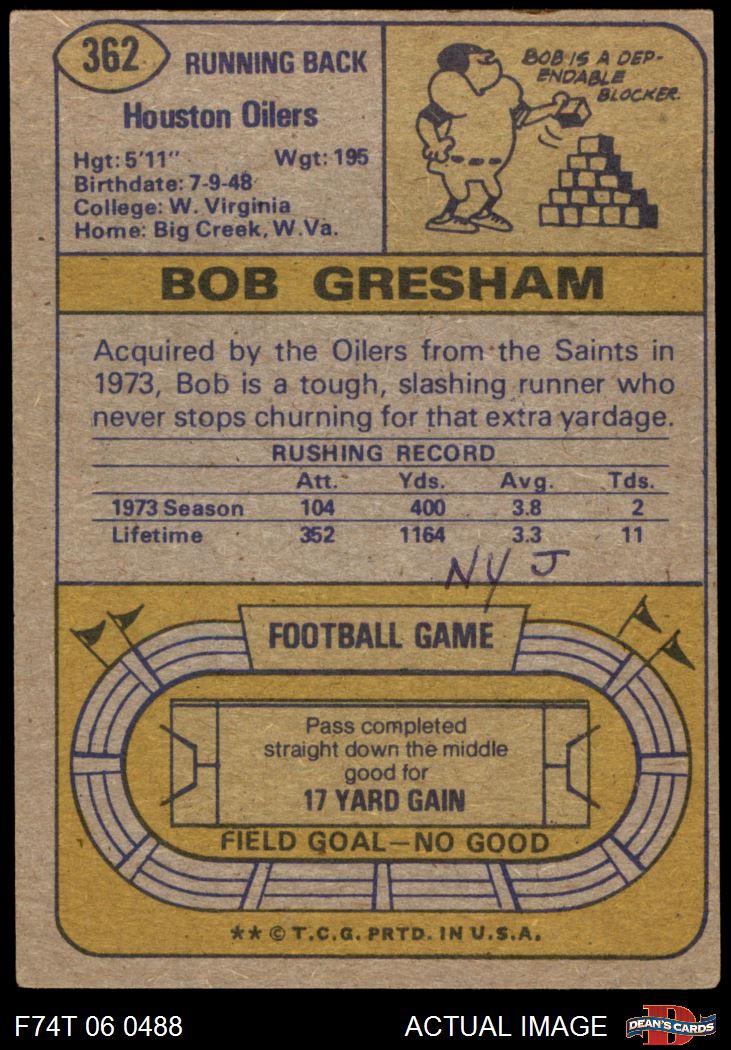 362
RUNNING BACK
Houston Oilers
Hgt: 5'11" Wgt: 195
Birthdate: 7-9-48
College: W. Virginia
Home: Big Creek, W.Va.
BOB IS A DEP-
ENDABLE
BLOCKER.
BOB GRESHAM
Acquired by the Oilers from the Saints in
1973, Bob is a tough, slashing runner who
never stops churning for that extra yardage.
RUSHING RECORD
Att. Yds. Avg. Tds.
1973 Season 104 400 3.8 2
Lifetime 352 1164 3.3 11
NY J
FOOTBALL GAME
Pass completed
straight down the middle
good for
17 YARD GAIN
FIELD GOAL—NO GOOD
** © T.C.G. PRTD. IN U.S.A.
F74T 06 0488 ACTUAL IMAGE DEAN'S CARDS